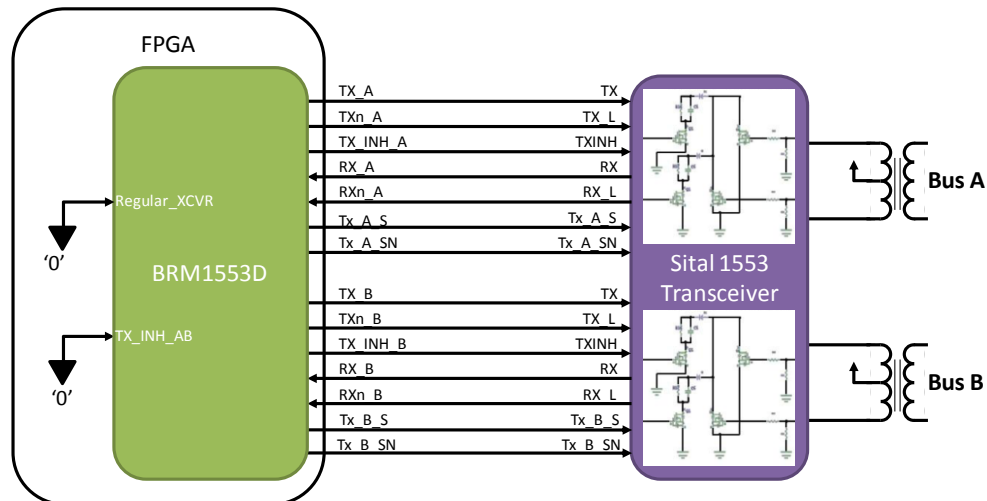 FPGA
TX_A TX
TXn_A TX_L
TX_INH_A TXINH
RX_A RX
RXn_A RX_L
Regular_XCVR
Tx_A_S Tx_A_S
Tx_A_SN Tx_A_SN
'0'
BRM1553D
Sital 1553
Transceiver
Bus A
TX_B TX
TXn_B TX_L
TX_INH_AB
TX_INH_B TXINH
RX_B RX
RXn_B RX_L
'0'
Tx_B_S Tx_B_S
Tx_B_SN Tx_B_SN
Bus B